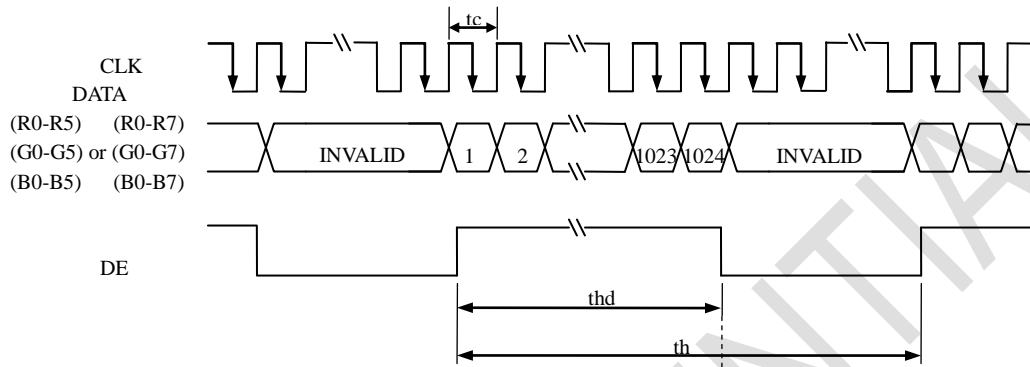 tc
CLK
DATA
(R0-R5) (R0-R7)
(G0-G5) or (G0-G7)
(B0-B5) (B0-B7)
INVALID 1 2 1023 1024 INVALID
DE
thd
th